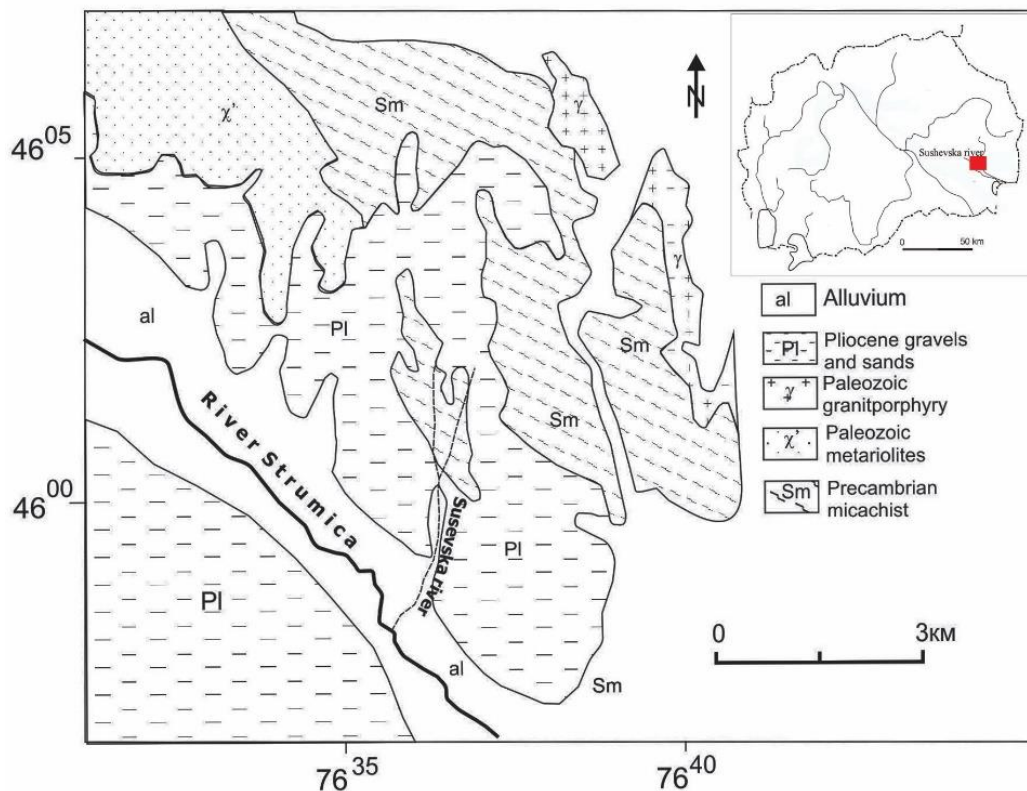 χ'
Sm
γ
N
Sushevska river
0 50 km
46⁰⁵
al
Pl
γ
Sm
Sm
River Strumica
46⁰⁰
Susevska river
Pl
Pl
al
Sm
al Alluvium
Pl Pliocene gravels
and sands
γ Paleozoic
granitporphyry
χ' Paleozoic
metariolites
Sm Precambrian
micachist
0 3км
76³⁵
76⁴⁰